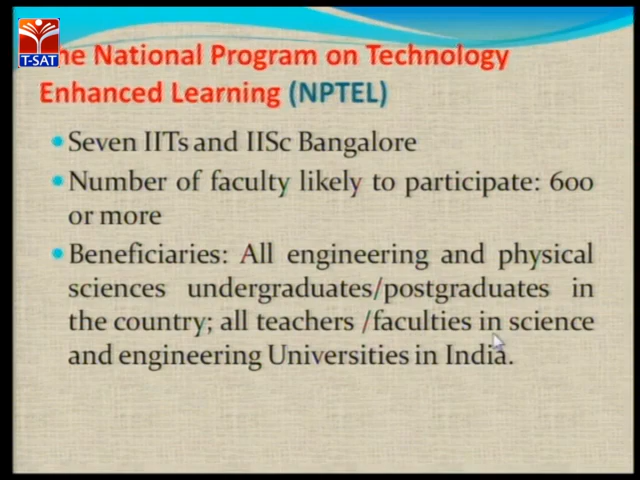 T-SAT
he National Program on Technology
Enhanced Learning (NPTEL)
Seven IITs and IISc Bangalore
Number of faculty likely to participate: 600
or more
Beneficiaries: All engineering and physical
sciences undergraduates/postgraduates in
the country; all teachers /faculties in science
and engineering Universities in India.